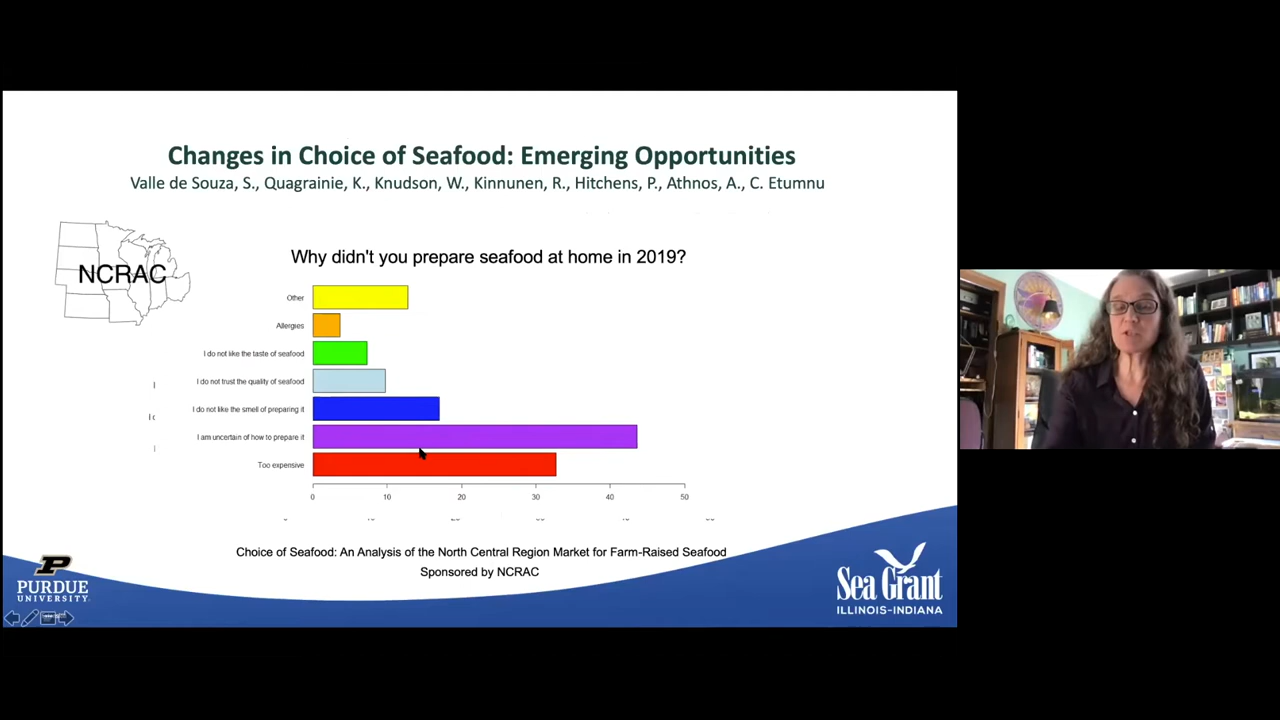 Changes in Choice of Seafood: Emerging Opportunities
Valle de Souza, S., Quagrainie, K., Knudson, W., Kinnunen, R., Hitchens, P., Athnos, A., C. Etumnu
NCRAC
Why didn't you prepare seafood at home in 2019?
Other
Allergies
I do not like the taste of seafood
I do not trust the quality of seafood
I do not like the smell of preparing it
I am uncertain of how to prepare it
Too expensive
0 10 20 30 40 50
Choice of Seafood: An Analysis of the North Central Region Market for Farm-Raised Seafood
Sponsored by NCRAC
P
PURDUE
UNIVERSITY
Sea Grant
ILLINOIS-INDIANA